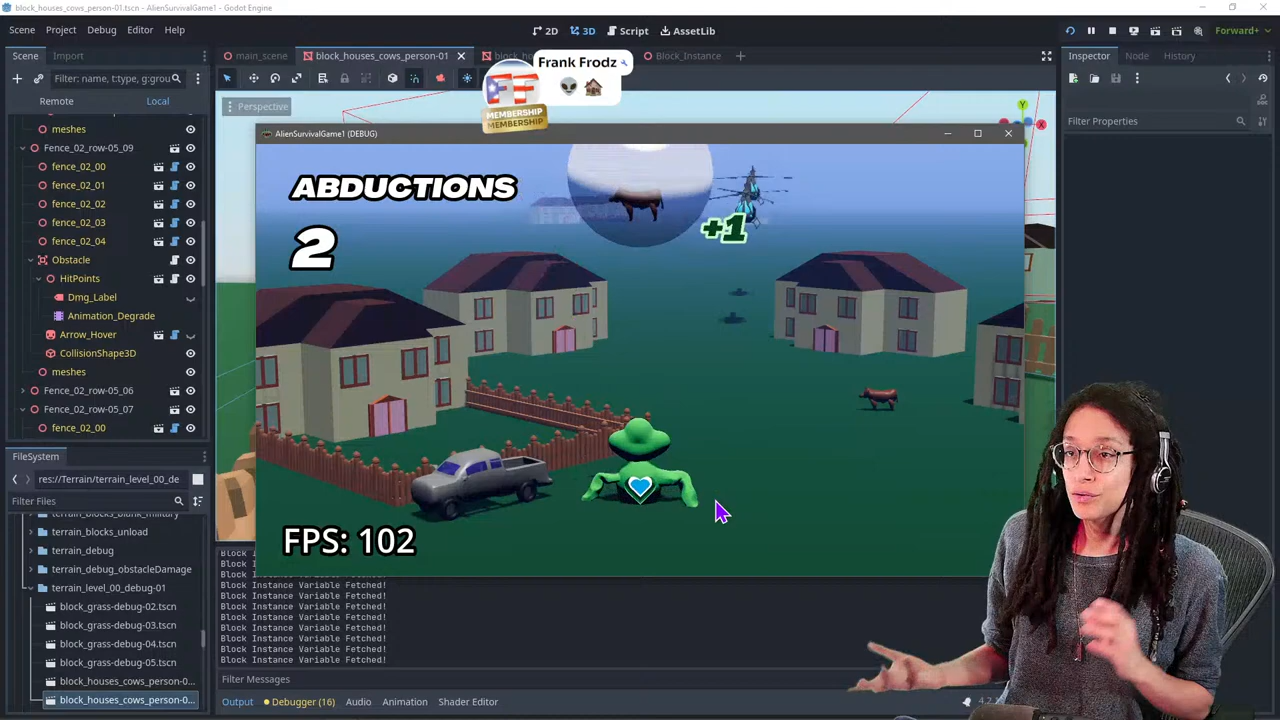 block_houses_cows_person-01.tscn - AlienSurvivalGame1 - Godot Engine
Scene Project Debug Editor Help
2D 3D Script AssetLib
Forward+
Scene Import
main_scene
block_houses_cows_person-01
Block_Instance
Inspector Node History
Filter: name, t:type, g:grou
Remote Local
Perspective
Frank Frodz
FF
MEMBERSHIP
MEMBERSHIP
Filter Properties
meshes
Fence_02_row-05_09
fence_02_00
fence_02_01
fence_02_02
fence_02_03
fence_02_04
Obstacle
HitPoints
Dmg_Label
Animation_Degrade
Arrow_Hover
CollisionShape3D
meshes
Fence_02_row-05_06
Fence_02_row-05_07
fence_02_00
AlienSurvivalGame1 (DEBUG)
ABDUCTIONS
2
+1
FPS: 102
FileSystem
res://Terrain/terrain_level_00_de
Filter Files
terrain_blocks_blank_military
terrain_blocks_unload
terrain_debug
terrain_debug_obstacleDamage
terrain_level_00_debug-01
block_grass-debug-02.tscn
block_grass-debug-03.tscn
block_grass-debug-04.tscn
block_grass-debug-05.tscn
block_houses_cows_person-0...
block_houses_cows_person-0...
Block Instance Variable Fetched!
Block Instance Variable Fetched!
Block Instance Variable Fetched!
Block Instance Variable Fetched!
Block Instance Variable Fetched!
Block Instance Variable Fetched!
Block Instance Variable Fetched!
Block Instance Variable Fetched!
Filter Messages
Output Debugger (16) Audio Animation Shader Editor